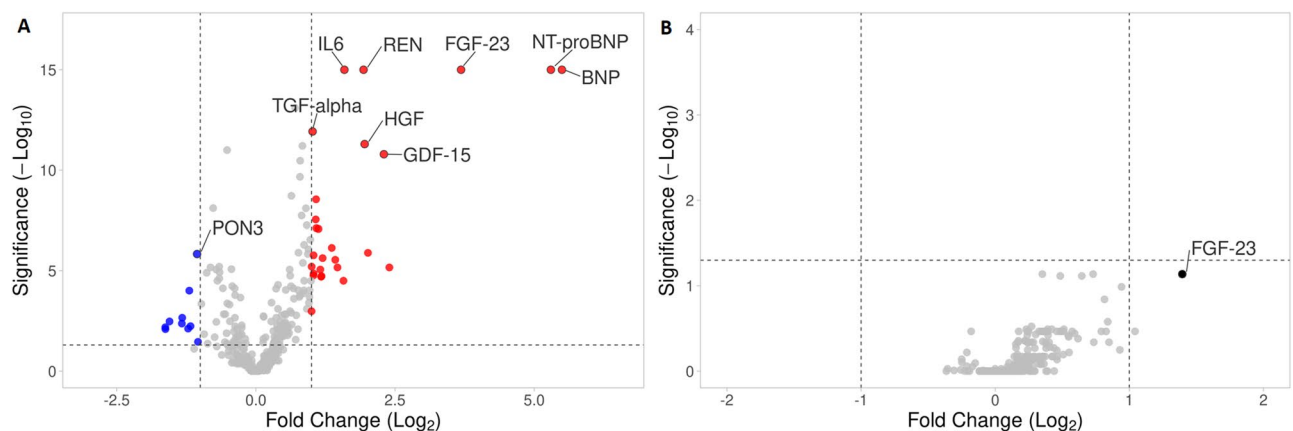 A
IL6
REN
FGF-23
NT-proBNP
BNP
TGF-alpha
HGF
GDF-15
PON3
15
10
5
0
Significance (−Log10)
-2.5
0.0
2.5
5.0
Fold Change (Log2)
B
FGF-23
4
3
2
1
0
Significance (−Log10)
-2
-1
0
1
2
Fold Change (Log2)